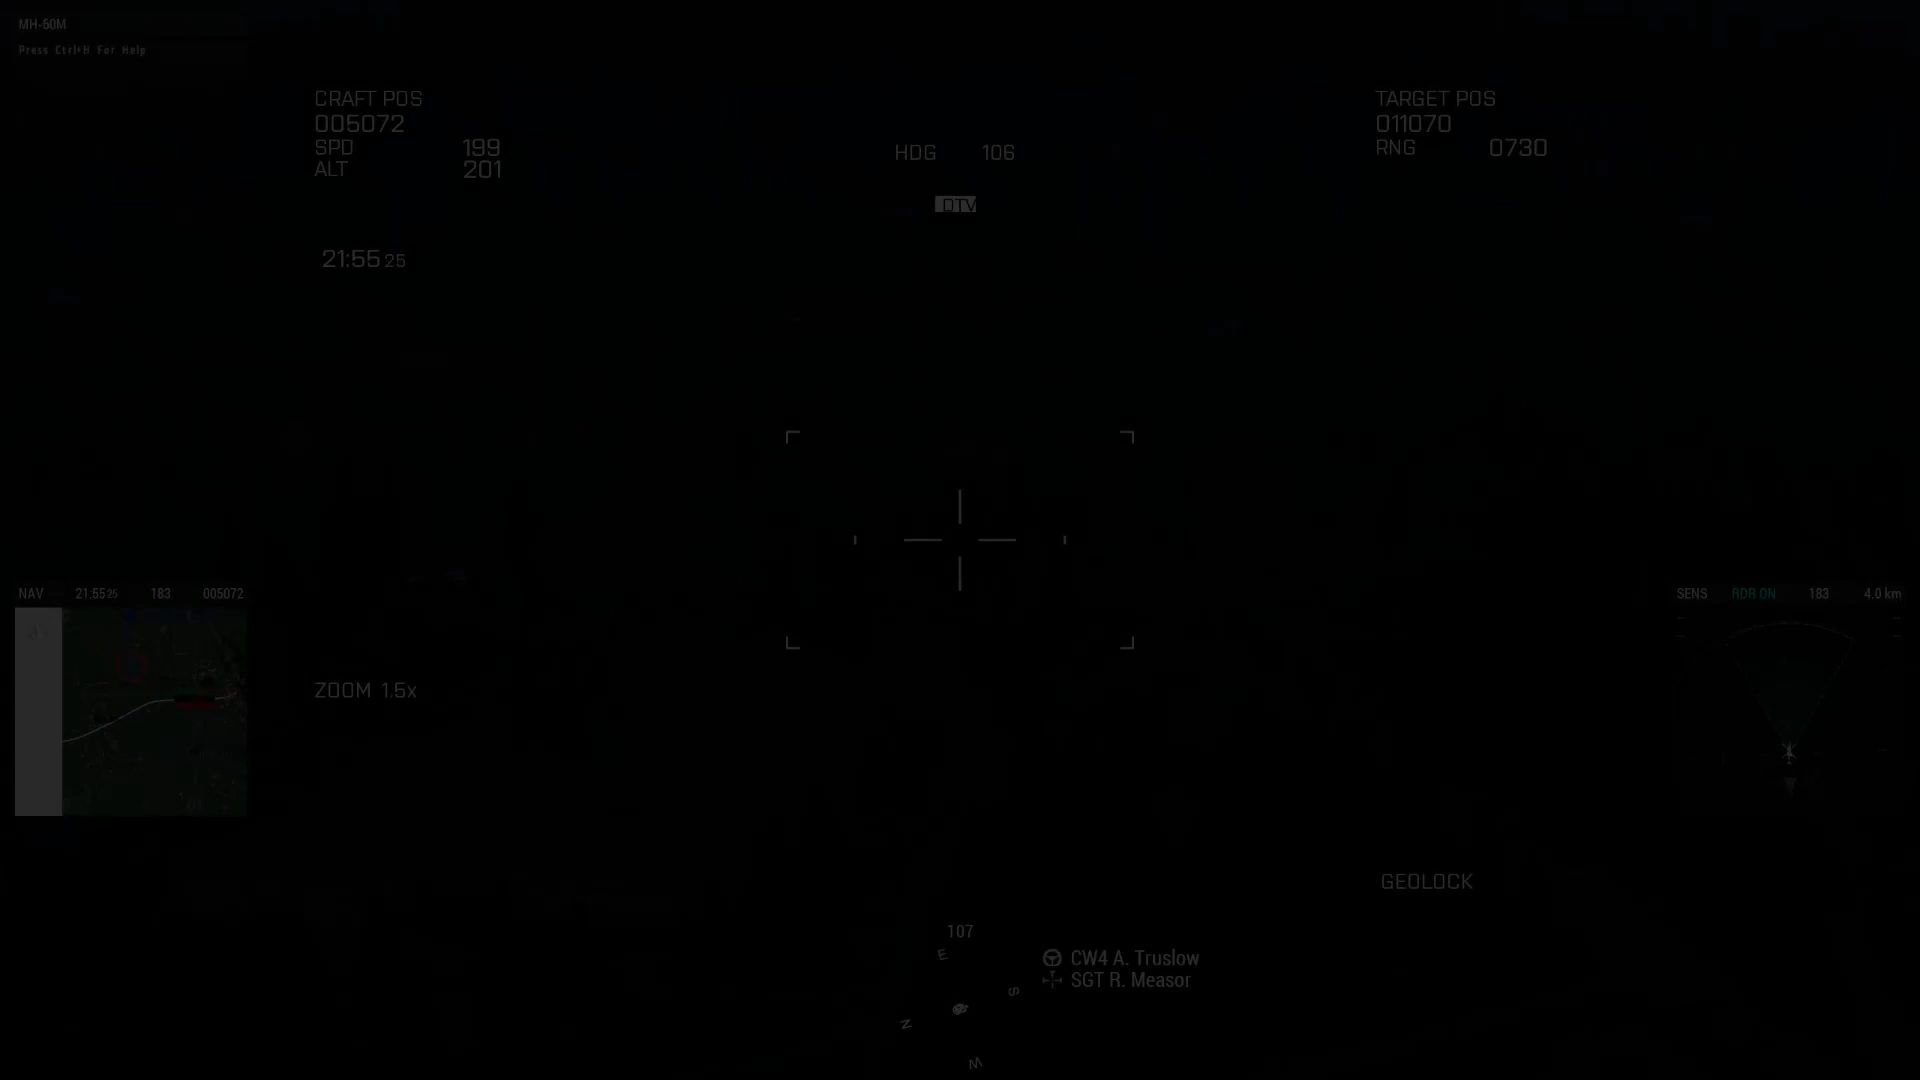 MH-60M
Press Ctrl+H For Help
CRAFT POS
005072
SPD 199
ALT 201
HDG 106
TARGET POS
011070
RNG 0730
DTV
21:55 25
NAV 21:55 25 183 005072
SENS RDR ON 183 4.0 km
ZOOM 1.5x
GEOLOCK
107
E
CW4 A. Truslow
SGT R. Measor
S
N
W